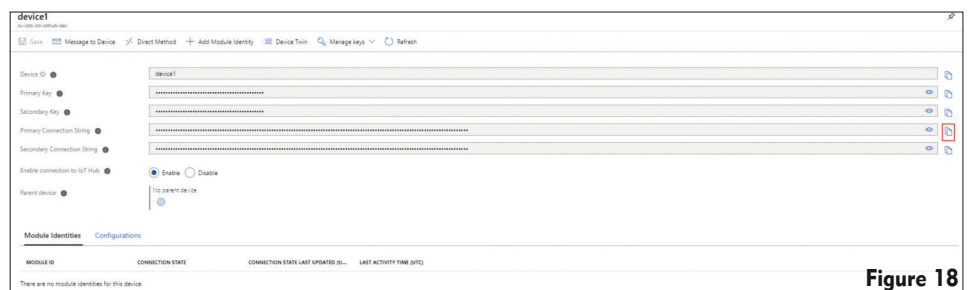 device1
Save Message to Device Direct Method Add Module Identity Device Twin Manage keys Refresh
Device ID device1
Primary Key ••••••••••••••••••••••••••••••••••••••••••••
Secondary Key ••••••••••••••••••••••••••••••••••••••••••••
Primary Connection String
Secondary Connection String
Enable connection to IoT Hub Enable Disable
Parent device No parent device
Module Identities Configurations
MODULE ID CONNECTION STATE CONNECTION STATE LAST UPDATED (U... LAST ACTIVITY TIME (UTC)
There are no module identities for this device.
Figure 18